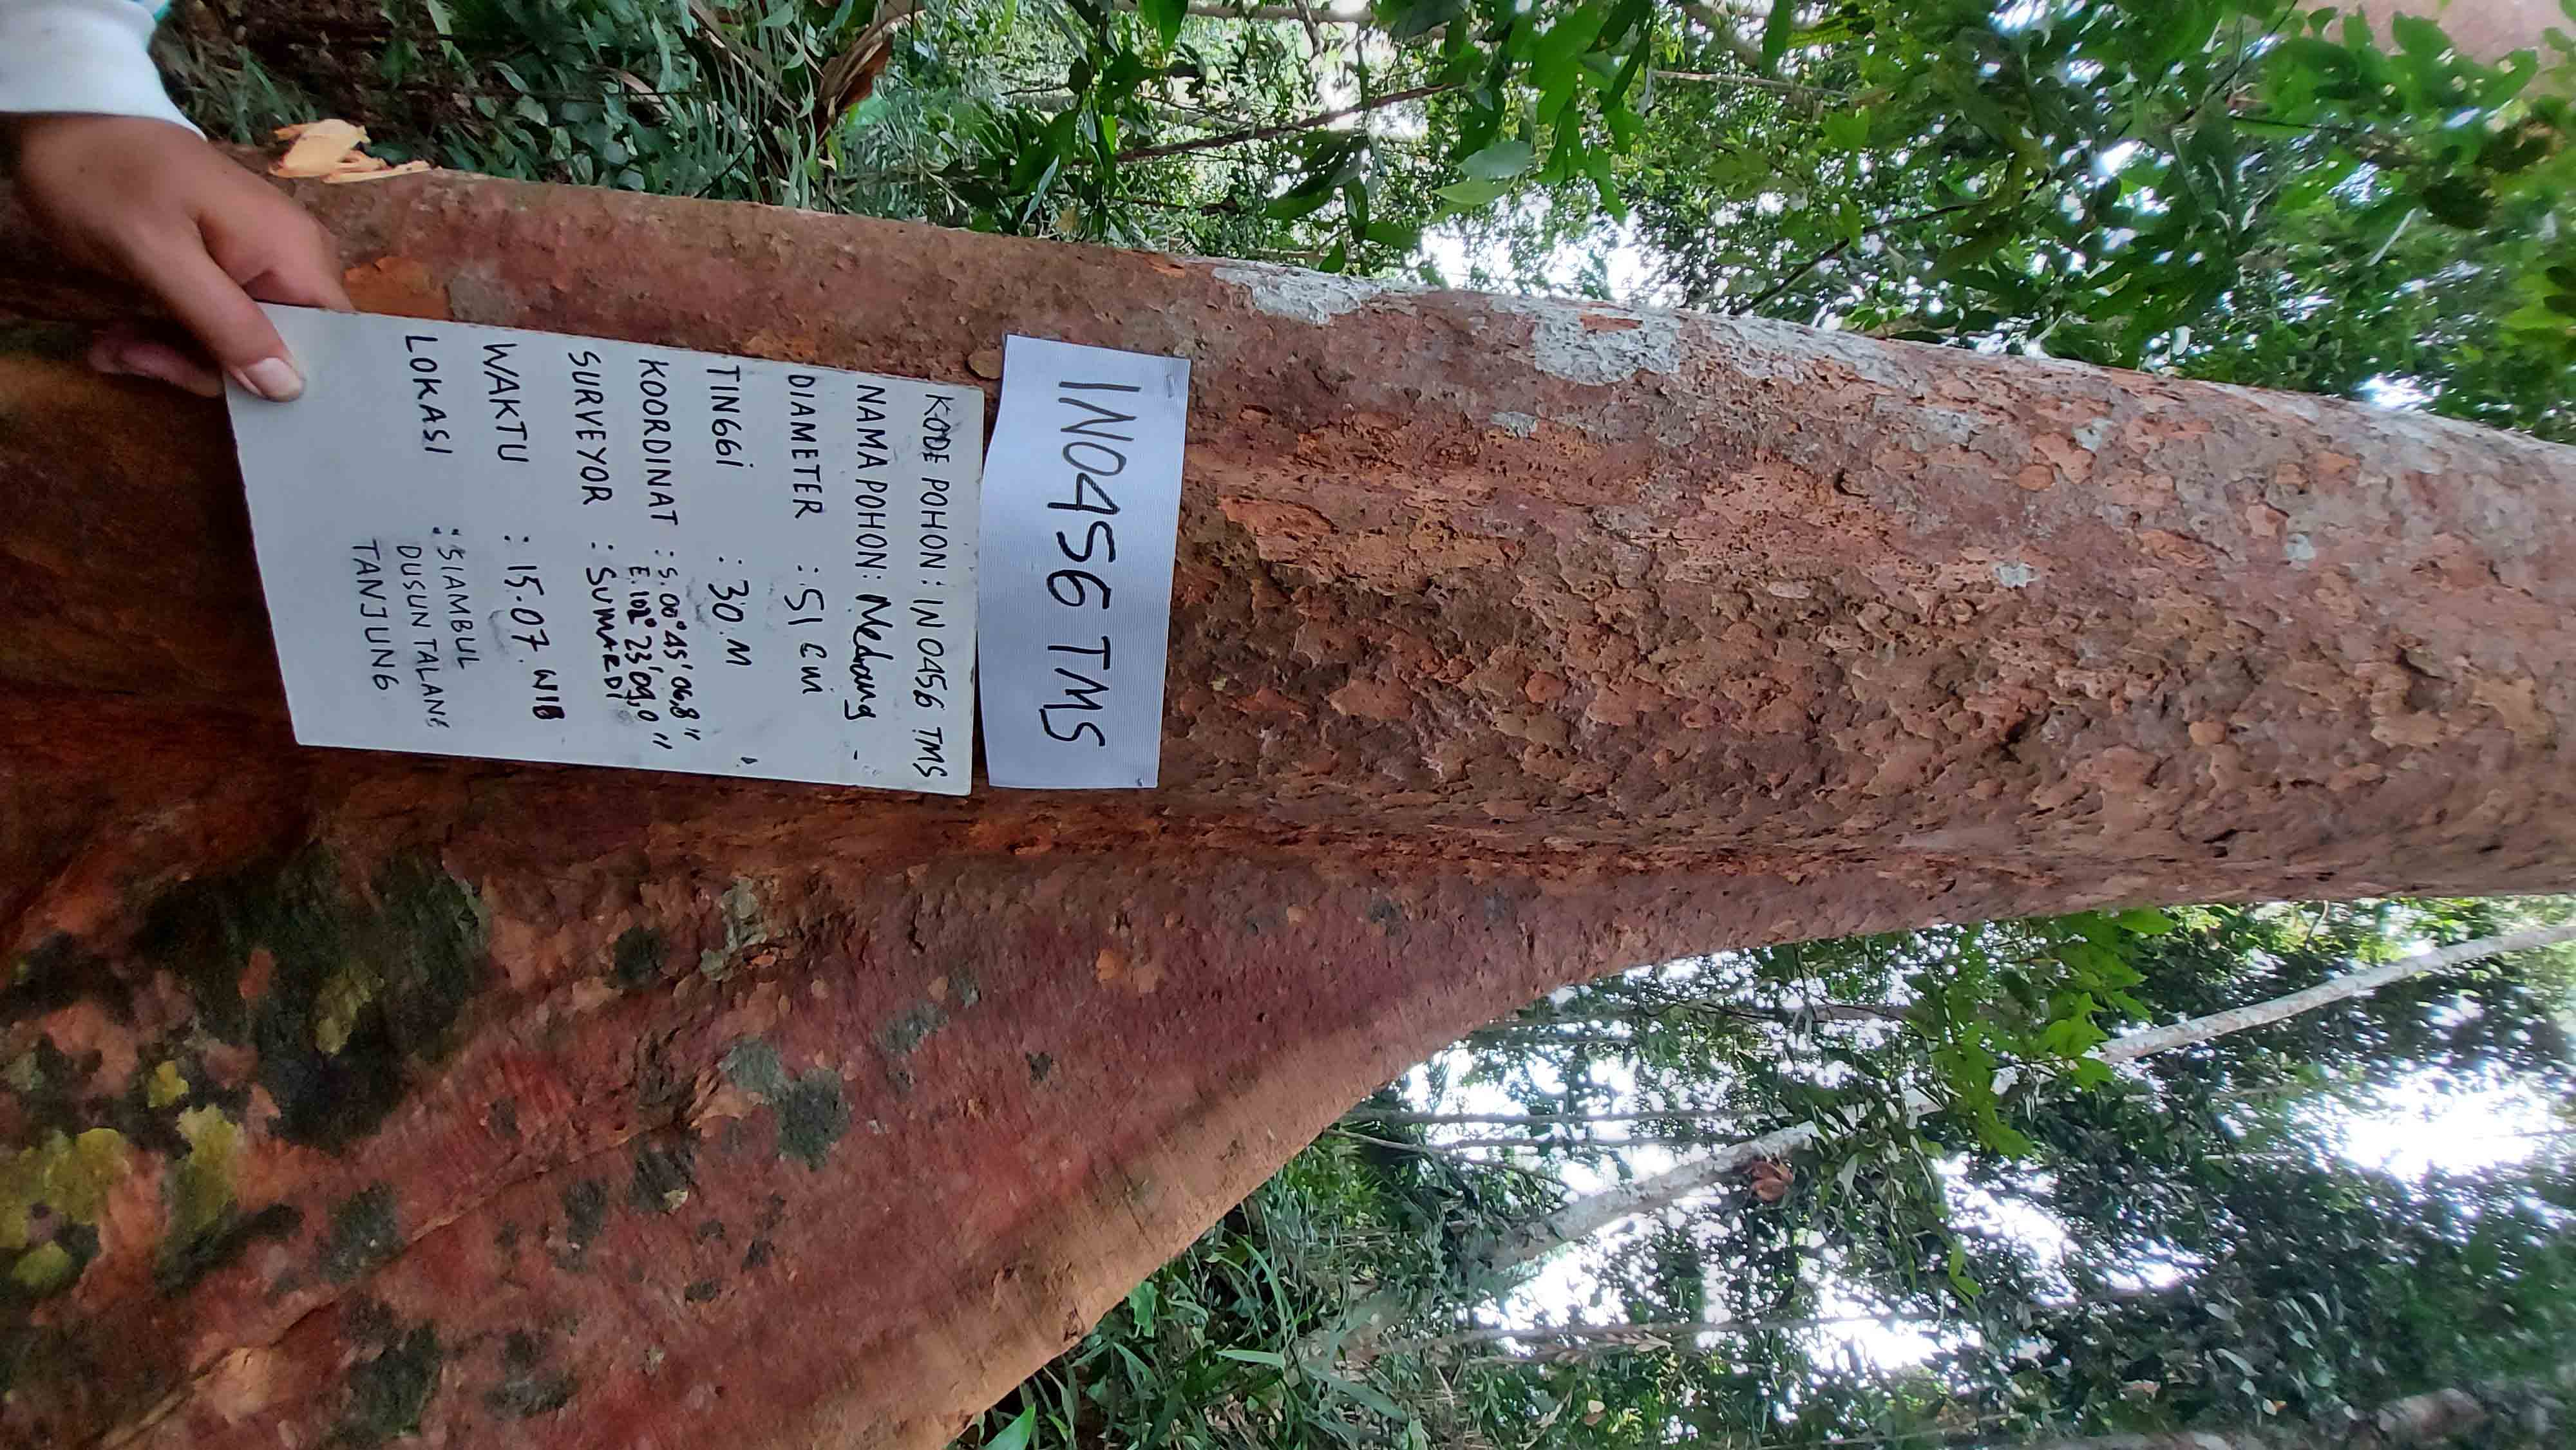 IN0456 TMS
KODE POHON: IN 0456 TMS
NAMA POHON: Nedang -
DIAMETER : 51 cm
TINGGI : 30. M
KOORDINAT : S. 00° 45' 06,8"
E. 102° 23' 09,0"
SURVEYOR : SUMARDI
WAKTU : 15.07. WIB
LOKASI : SIAMBUL
DUSUN TALANG
TANJUNG